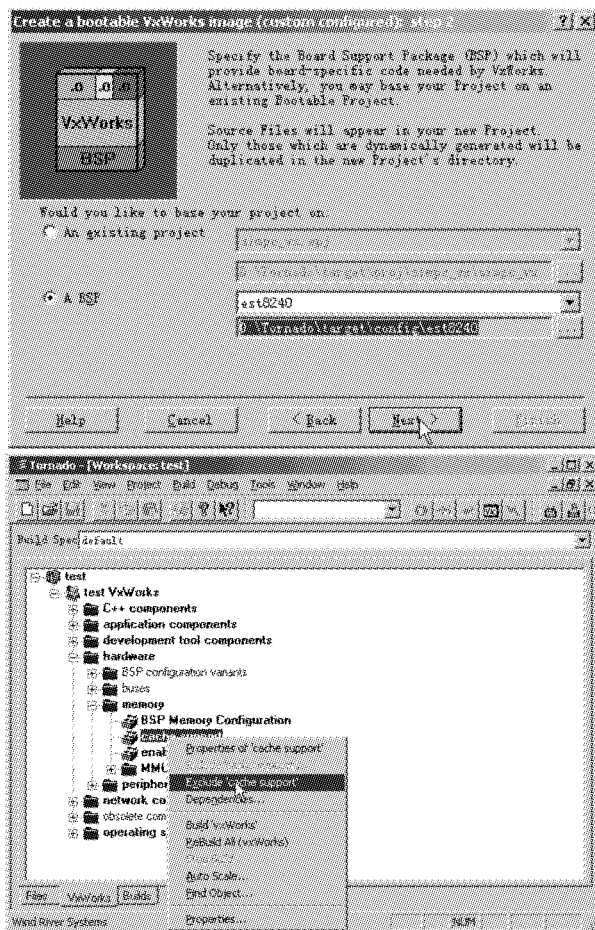 Create a bootable VxWorks image (custom configured): step 2
Specify the Board Support Package (BSP) which will
provide board-specific code needed by VxWorks.
Alternatively, you may base your Project on an
existing Bootable Project.
Source Files will appear in your new Project.
Only those which are dynamically generated will be
duplicated in the new Project's directory.
VxWorks
BSP
Would you like to base your project on:
An existing project
A BSP
est8240
D:\Tornado\target\config\est8240
...
Help
Cancel
< Back
Next >
Finish
Tornado - [Workspace: test]
File Edit View Project Build Debug Tools Window Help
Build Spec default
test
test VxWorks
C++ components
application components
development tool components
hardware
BSP configuration variants
buses
memory
BSP Memory Configuration
enab
MMU
peripher
network co
obsolete com
operating s
Properties of 'cache support'
Exclude 'cache support'
Dependencies...
Build 'vxWorks'
ReBuild All (vxWorks)
Auto Scale...
Find Object...
Properties...
Files VxWorks Builds
Wind River Systems
NUM